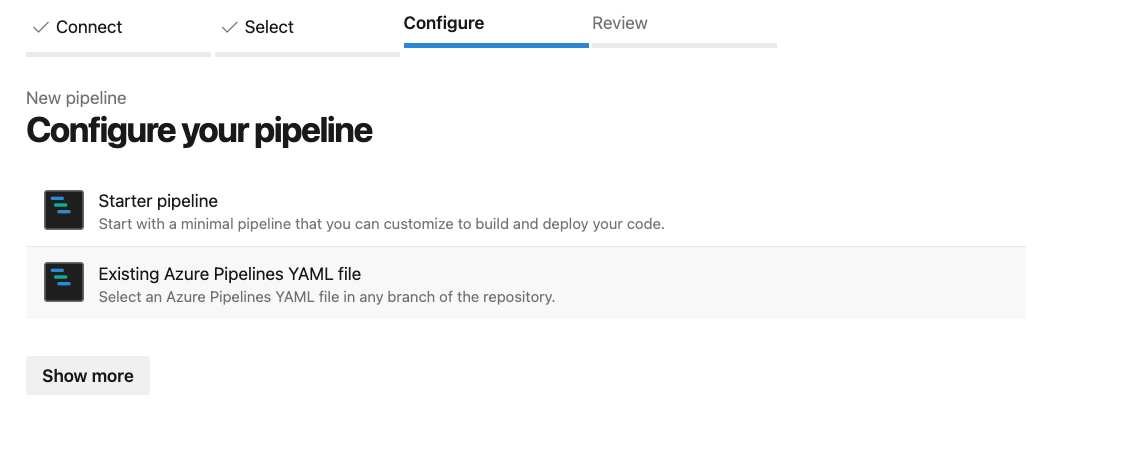 Connect
Select
Configure
Review
New pipeline
Configure your pipeline
Starter pipeline
Start with a minimal pipeline that you can customize to build and deploy your code.
Existing Azure Pipelines YAML file
Select an Azure Pipelines YAML file in any branch of the repository.
Show more